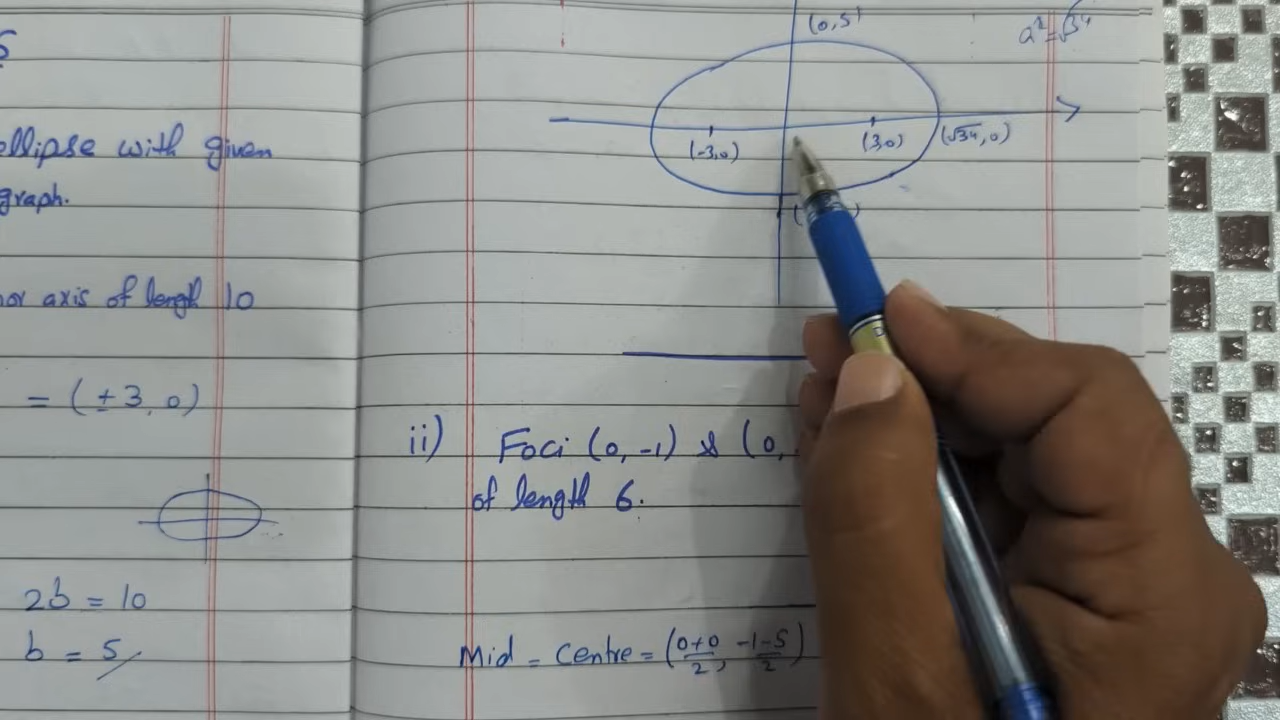 S
ellipse with given
graph.
nor axis of length 10
= (±3, 0)
2b = 10
b = 5
(0, 5)
a² = √34
(-3, 0)
(3, 0)
(√34, 0)
(
)
ii) Foci (0, -1) & (0,
of length 6.
Mid = Centre = (0+0/2, -1-5/2)